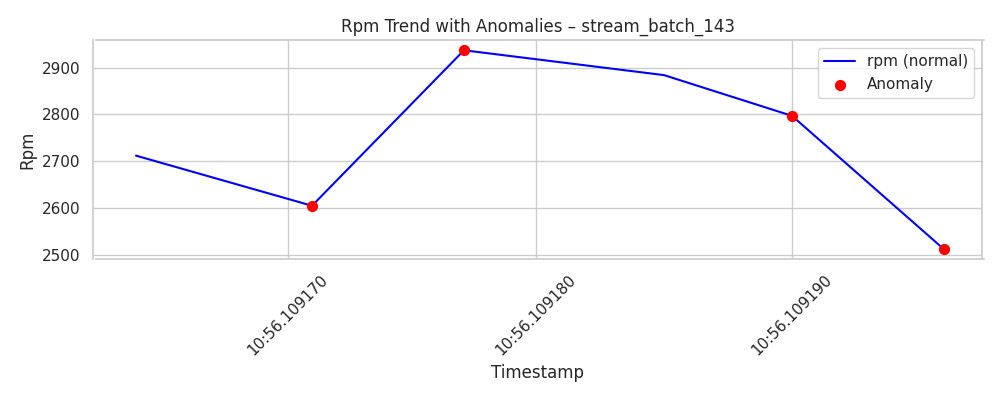 Rpm Trend with Anomalies – stream_batch_143
rpm (normal)
Anomaly
Rpm
2900
2800
2700
2600
2500
10:56.109170
10:56.109180
10:56.109190
Timestamp